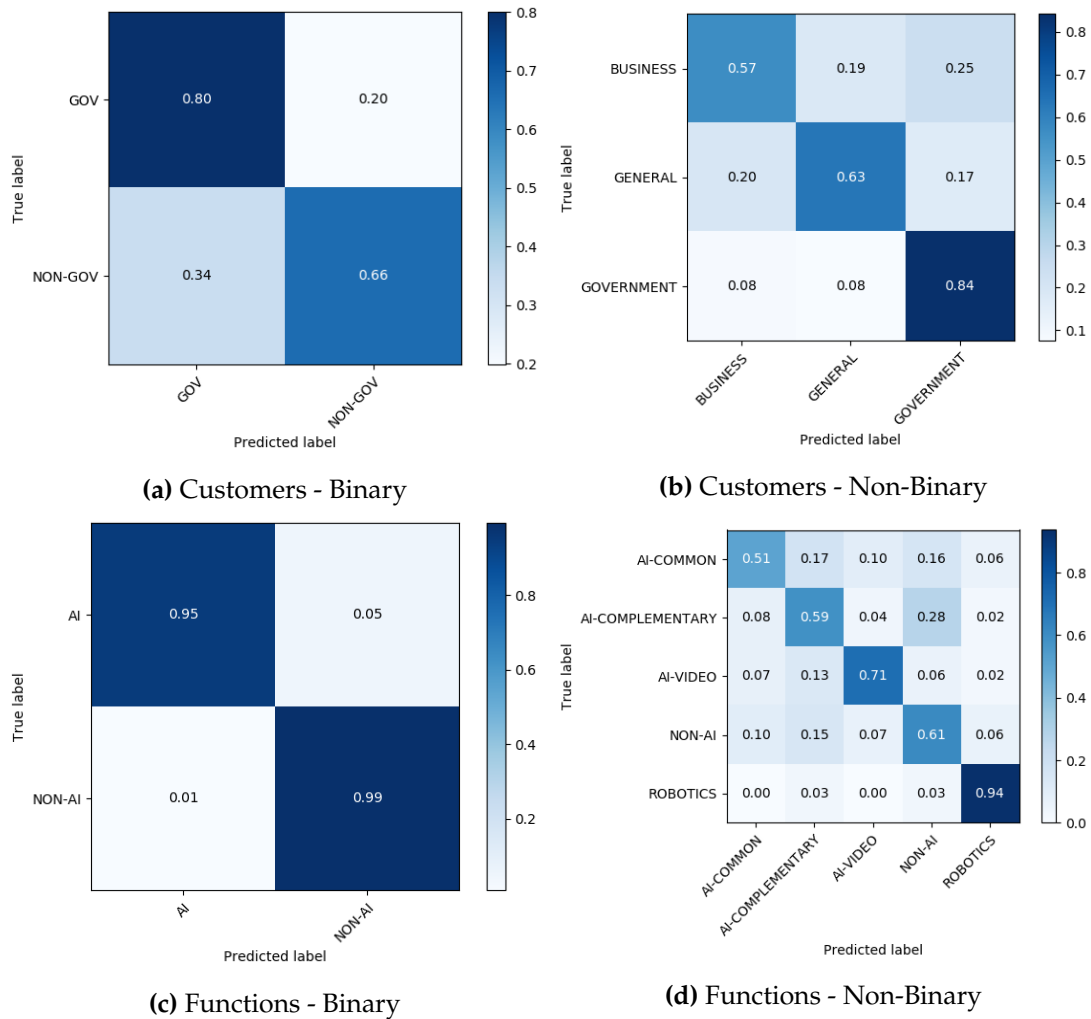 GOV
NON-GOV
True label
0.80
0.20
0.34
0.66
GOV
NON-GOV
Predicted label
0.8
0.7
0.6
0.5
0.4
0.3
0.2
(a) Customers - Binary
BUSINESS
GENERAL
GOVERNMENT
True label
0.57
0.19
0.25
0.20
0.63
0.17
0.08
0.08
0.84
BUSINESS
GENERAL
GOVERNMENT
Predicted label
0.8
0.7
0.6
0.5
0.4
0.3
0.2
0.1
(b) Customers - Non-Binary
AI
NON-AI
True label
0.95
0.05
0.01
0.99
AI
NON-AI
Predicted label
0.8
0.6
0.4
0.2
(c) Functions - Binary
AI-COMMON
AI-COMPLEMENTARY
AI-VIDEO
NON-AI
ROBOTICS
True label
0.51
0.17
0.10
0.16
0.06
0.08
0.59
0.04
0.28
0.02
0.07
0.13
0.71
0.06
0.02
0.10
0.15
0.07
0.61
0.06
0.00
0.03
0.00
0.03
0.94
AI-COMMON
AI-COMPLEMENTARY
AI-VIDEO
NON-AI
ROBOTICS
Predicted label
0.8
0.6
0.4
0.2
0.0
(d) Functions - Non-Binary